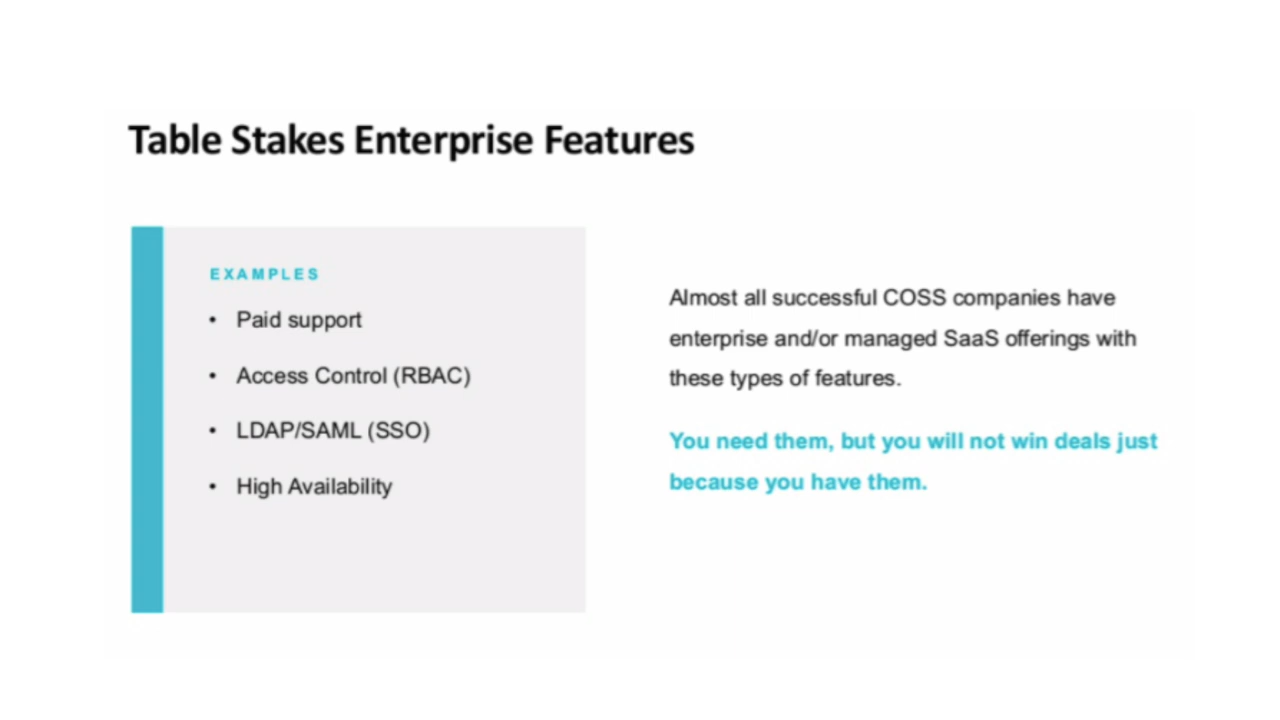 Table Stakes Enterprise Features
EXAMPLES
• Paid support
• Access Control (RBAC)
• LDAP/SAML (SSO)
• High Availability
Almost all successful COSS companies have
enterprise and/or managed SaaS offerings with
these types of features.
You need them, but you will not win deals just
because you have them.